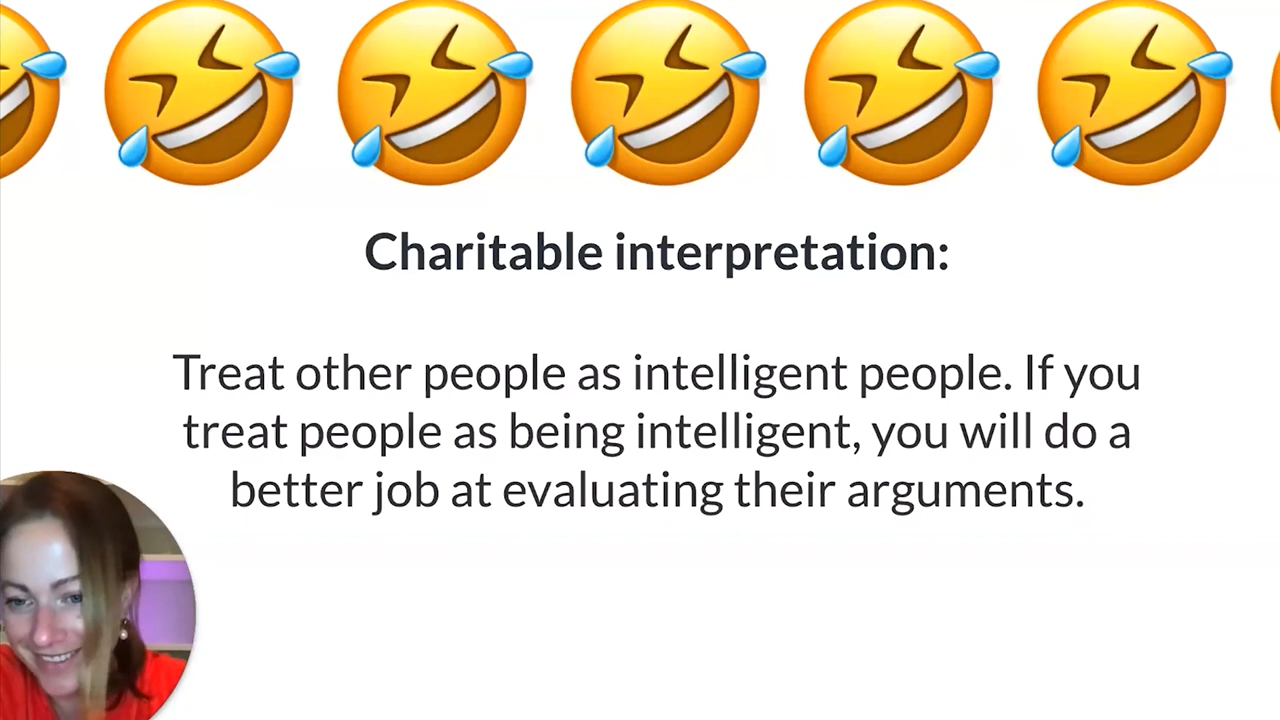 Charitable interpretation:
Treat other people as intelligent people. If you
treat people as being intelligent, you will do a
better job at evaluating their arguments.